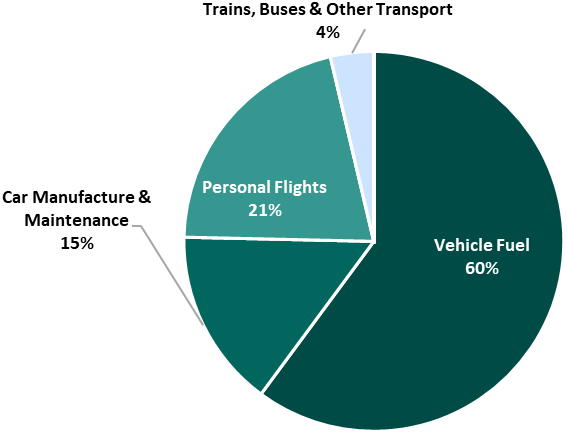 Trains, Buses & Other Transport
4%
Personal Flights
21%
Car Manufacture &
Maintenance
15%
Vehicle Fuel
60%